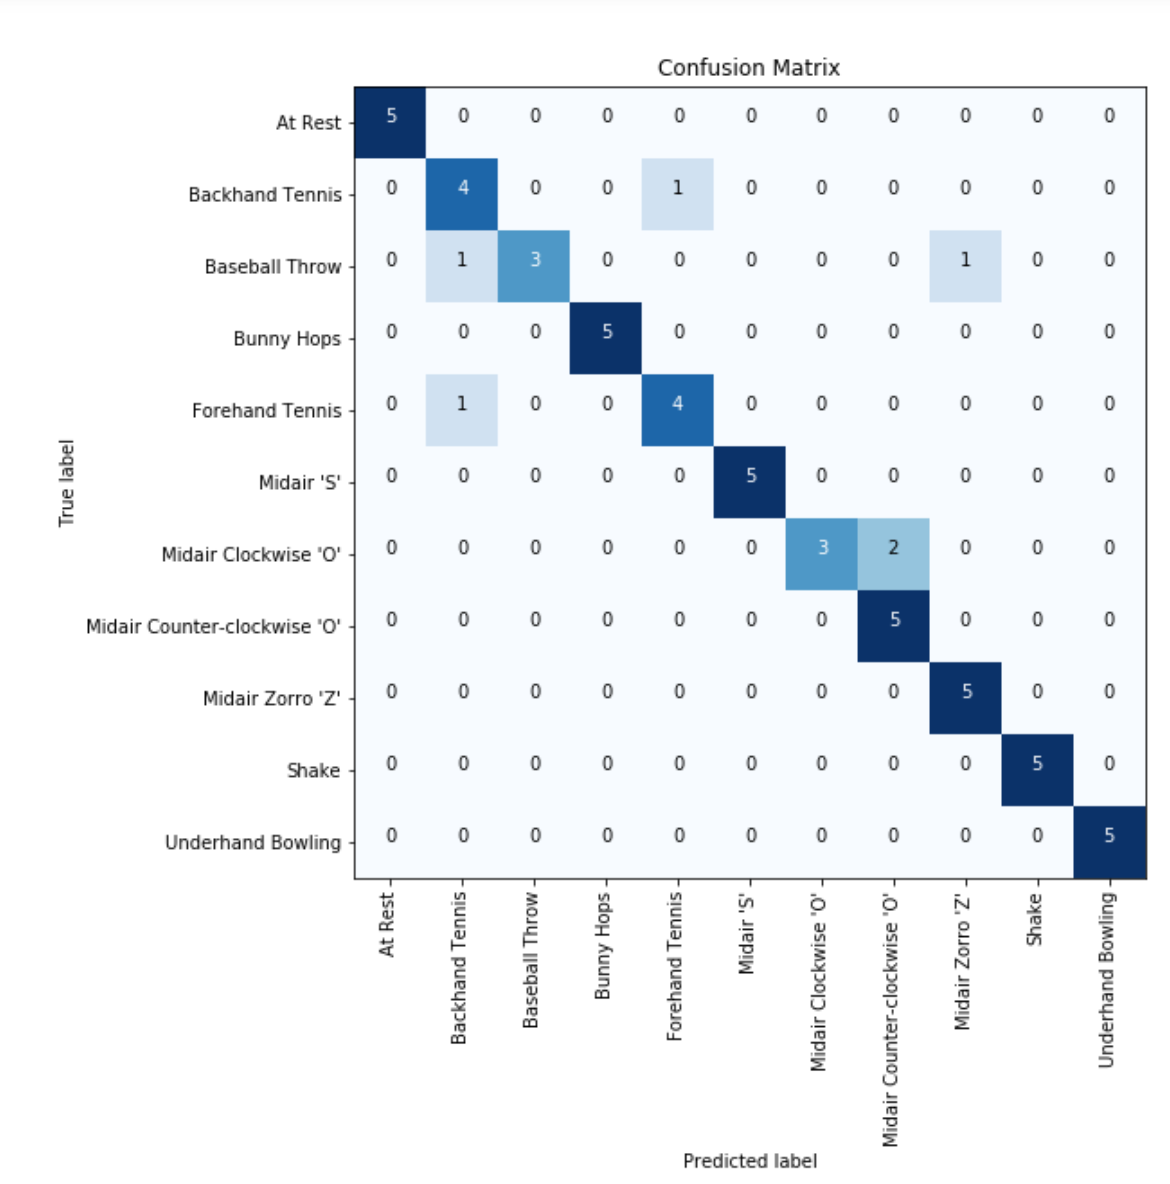 Confusion Matrix
At Rest 5 0 0 0 0 0 0 0 0 0 0
Backhand Tennis 0 4 0 0 1 0 0 0 0 0 0
Baseball Throw 0 1 3 0 0 0 0 0 1 0 0
Bunny Hops 0 0 0 5 0 0 0 0 0 0 0
Forehand Tennis 0 1 0 0 4 0 0 0 0 0 0
Midair 'S' 0 0 0 0 0 5 0 0 0 0 0
Midair Clockwise 'O' 0 0 0 0 0 0 3 2 0 0 0
Midair Counter-clockwise 'O' 0 0 0 0 0 0 0 5 0 0 0
Midair Zorro 'Z' 0 0 0 0 0 0 0 0 5 0 0
Shake 0 0 0 0 0 0 0 0 0 5 0
Underhand Bowling 0 0 0 0 0 0 0 0 0 0 5
True label
At Rest
Backhand Tennis
Baseball Throw
Bunny Hops
Forehand Tennis
Midair 'S'
Midair Clockwise 'O'
Midair Counter-clockwise 'O'
Midair Zorro 'Z'
Shake
Underhand Bowling
Predicted label